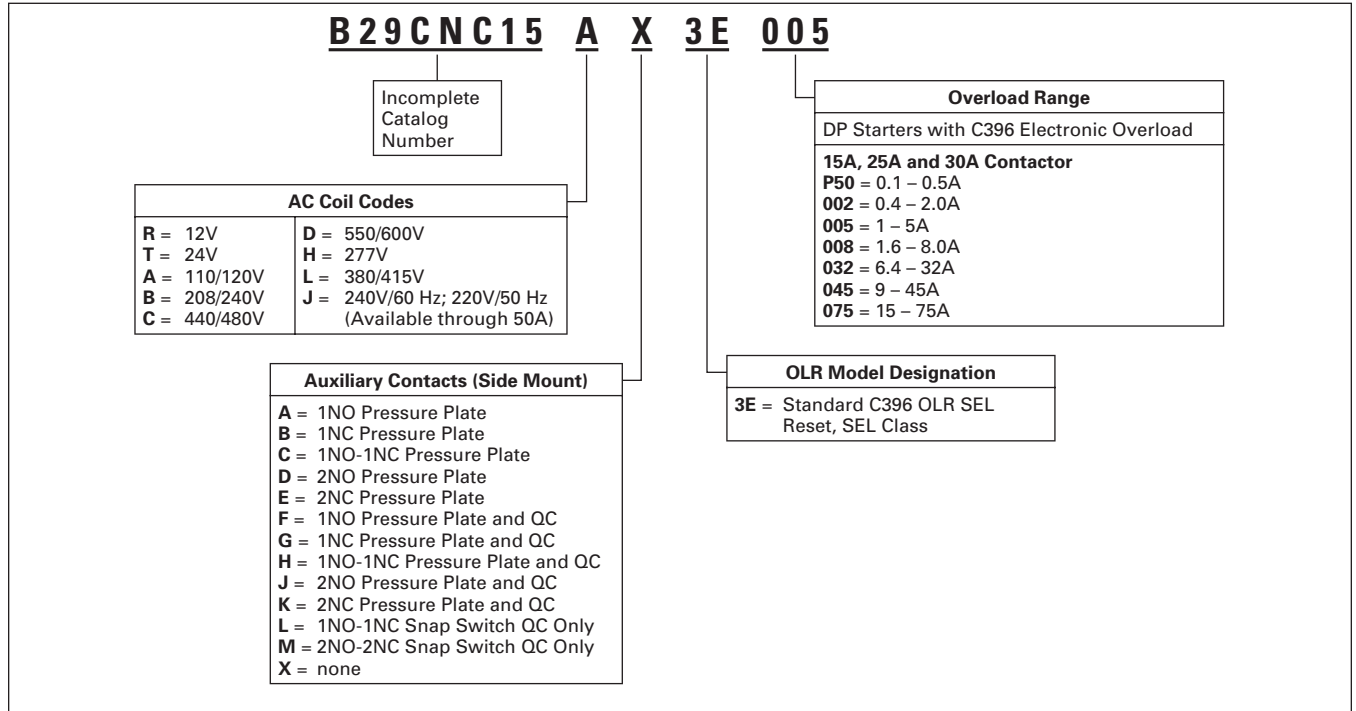 B29CNC15 A X 3E 005
Incomplete
Catalog
Number
AC Coil Codes
R = 12V
T = 24V
A = 110/120V
B = 208/240V
C = 440/480V
D = 550/600V
H = 277V
L = 380/415V
J = 240V/60 Hz; 220V/50 Hz
(Available through 50A)
Auxiliary Contacts (Side Mount)
A = 1NO Pressure Plate
B = 1NC Pressure Plate
C = 1NO-1NC Pressure Plate
D = 2NO Pressure Plate
E = 2NC Pressure Plate
F = 1NO Pressure Plate and QC
G = 1NC Pressure Plate and QC
H = 1NO-1NC Pressure Plate and QC
J = 2NO Pressure Plate and QC
K = 2NC Pressure Plate and QC
L = 1NO-1NC Snap Switch QC Only
M = 2NO-2NC Snap Switch QC Only
X = none
OLR Model Designation
3E = Standard C396 OLR SEL
Reset, SEL Class
Overload Range
DP Starters with C396 Electronic Overload
15A, 25A and 30A Contactor
P50 = 0.1 – 0.5A
002 = 0.4 – 2.0A
005 = 1 – 5A
008 = 1.6 – 8.0A
032 = 6.4 – 32A
045 = 9 – 45A
075 = 15 – 75A